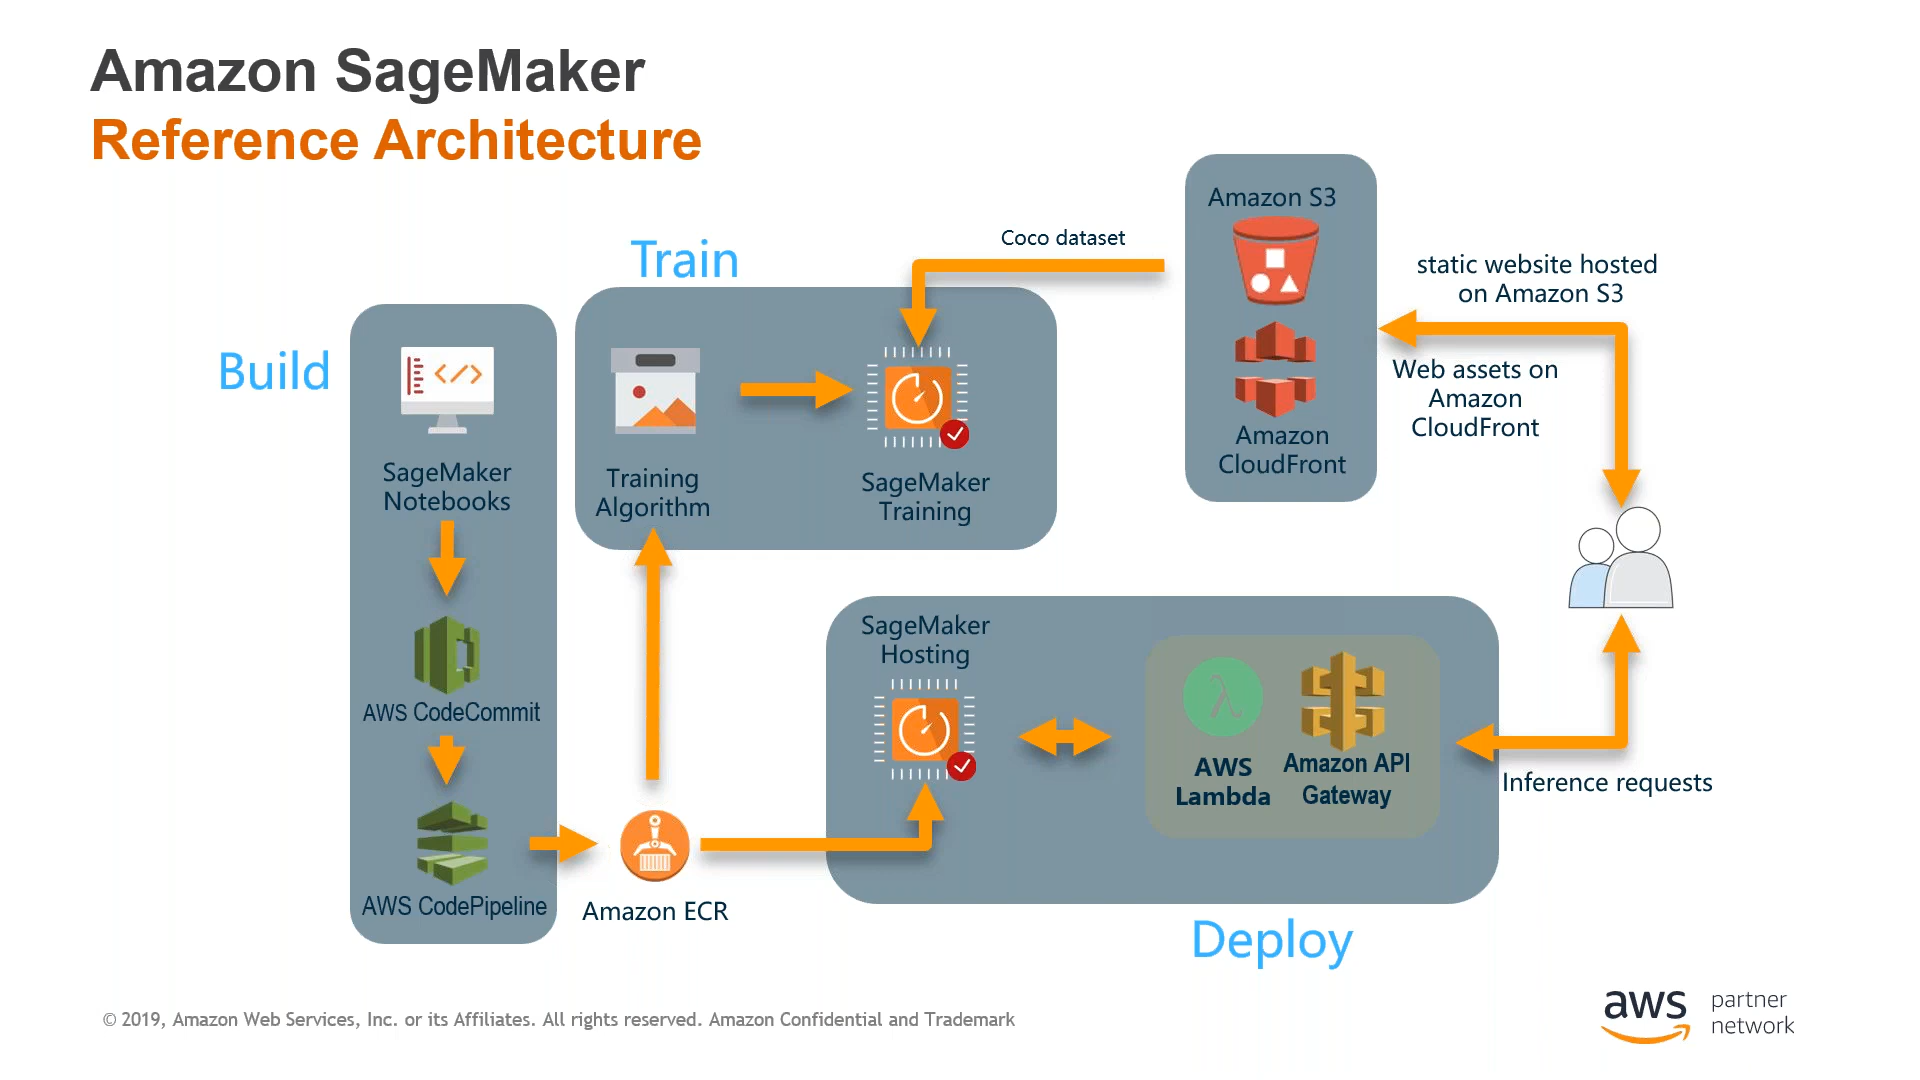 Amazon SageMaker
Reference Architecture
Build
SageMaker
Notebooks
AWS CodeCommit
AWS CodePipeline
Amazon ECR
Train
Training
Algorithm
SageMaker
Training
Coco dataset
Amazon S3
Amazon
CloudFront
static website hosted
on Amazon S3
Web assets on
Amazon
CloudFront
SageMaker
Hosting
λ
AWS
Lambda
Amazon API
Gateway
Inference requests
Deploy
© 2019, Amazon Web Services, Inc. or its Affiliates. All rights reserved. Amazon Confidential and Trademark
aws
partner
network